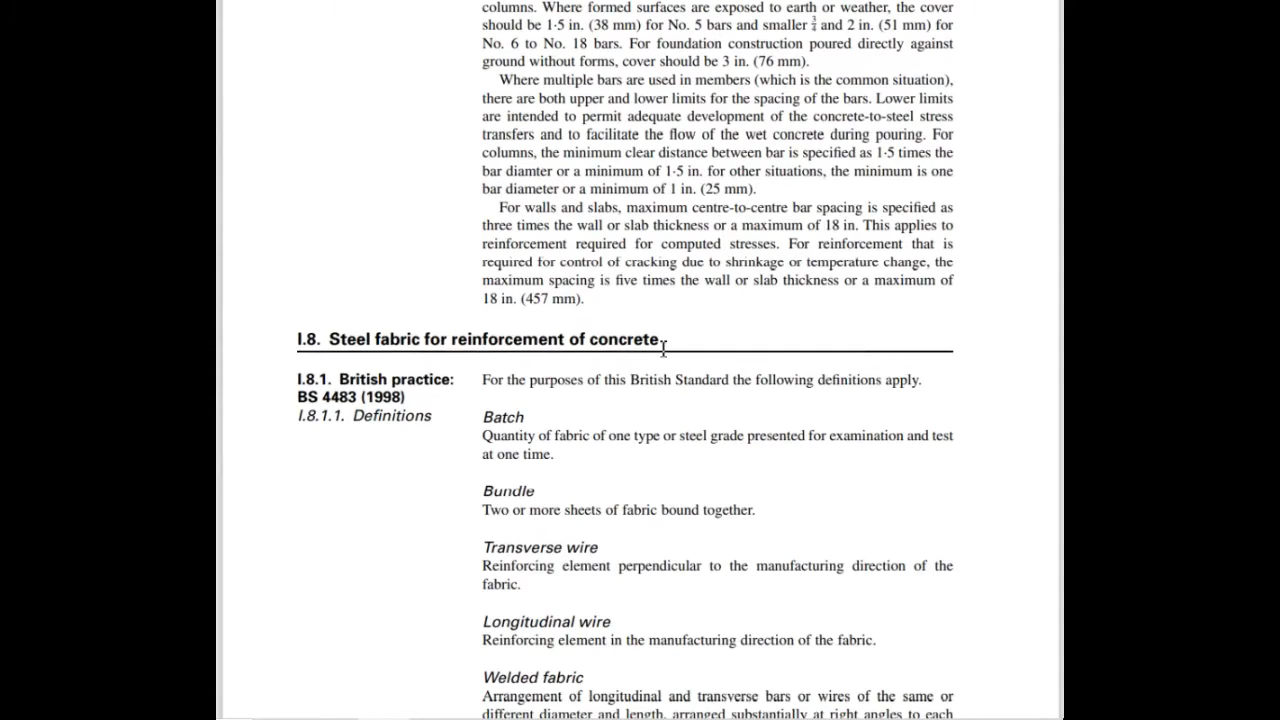 columns. Where formed surfaces are exposed to earth or weather, the cover
should be 1·5 in. (38 mm) for No. 5 bars and smaller 3/4 and 2 in. (51 mm) for
No. 6 to No. 18 bars. For foundation construction poured directly against
ground without forms, cover should be 3 in. (76 mm).
Where multiple bars are used in members (which is the common situation),
there are both upper and lower limits for the spacing of the bars. Lower limits
are intended to permit adequate development of the concrete-to-steel stress
transfers and to facilitate the flow of the wet concrete during pouring. For
columns, the minimum clear distance between bar is specified as 1·5 times the
bar diamter or a minimum of 1·5 in. for other situations, the minimum is one
bar diameter or a minimum of 1 in. (25 mm).
For walls and slabs, maximum centre-to-centre bar spacing is specified as
three times the wall or slab thickness or a maximum of 18 in. This applies to
reinforcement required for computed stresses. For reinforcement that is
required for control of cracking due to shrinkage or temperature change, the
maximum spacing is five times the wall or slab thickness or a maximum of
18 in. (457 mm).
I.8. Steel fabric for reinforcement of concrete
I.8.1. British practice:
BS 4483 (1998)
I.8.1.1. Definitions
For the purposes of this British Standard the following definitions apply.
Batch
Quantity of fabric of one type or steel grade presented for examination and test
at one time.
Bundle
Two or more sheets of fabric bound together.
Transverse wire
Reinforcing element perpendicular to the manufacturing direction of the
fabric.
Longitudinal wire
Reinforcing element in the manufacturing direction of the fabric.
Welded fabric
Arrangement of longitudinal and transverse bars or wires of the same or
different diameter and length, arranged substantially at right angles to each